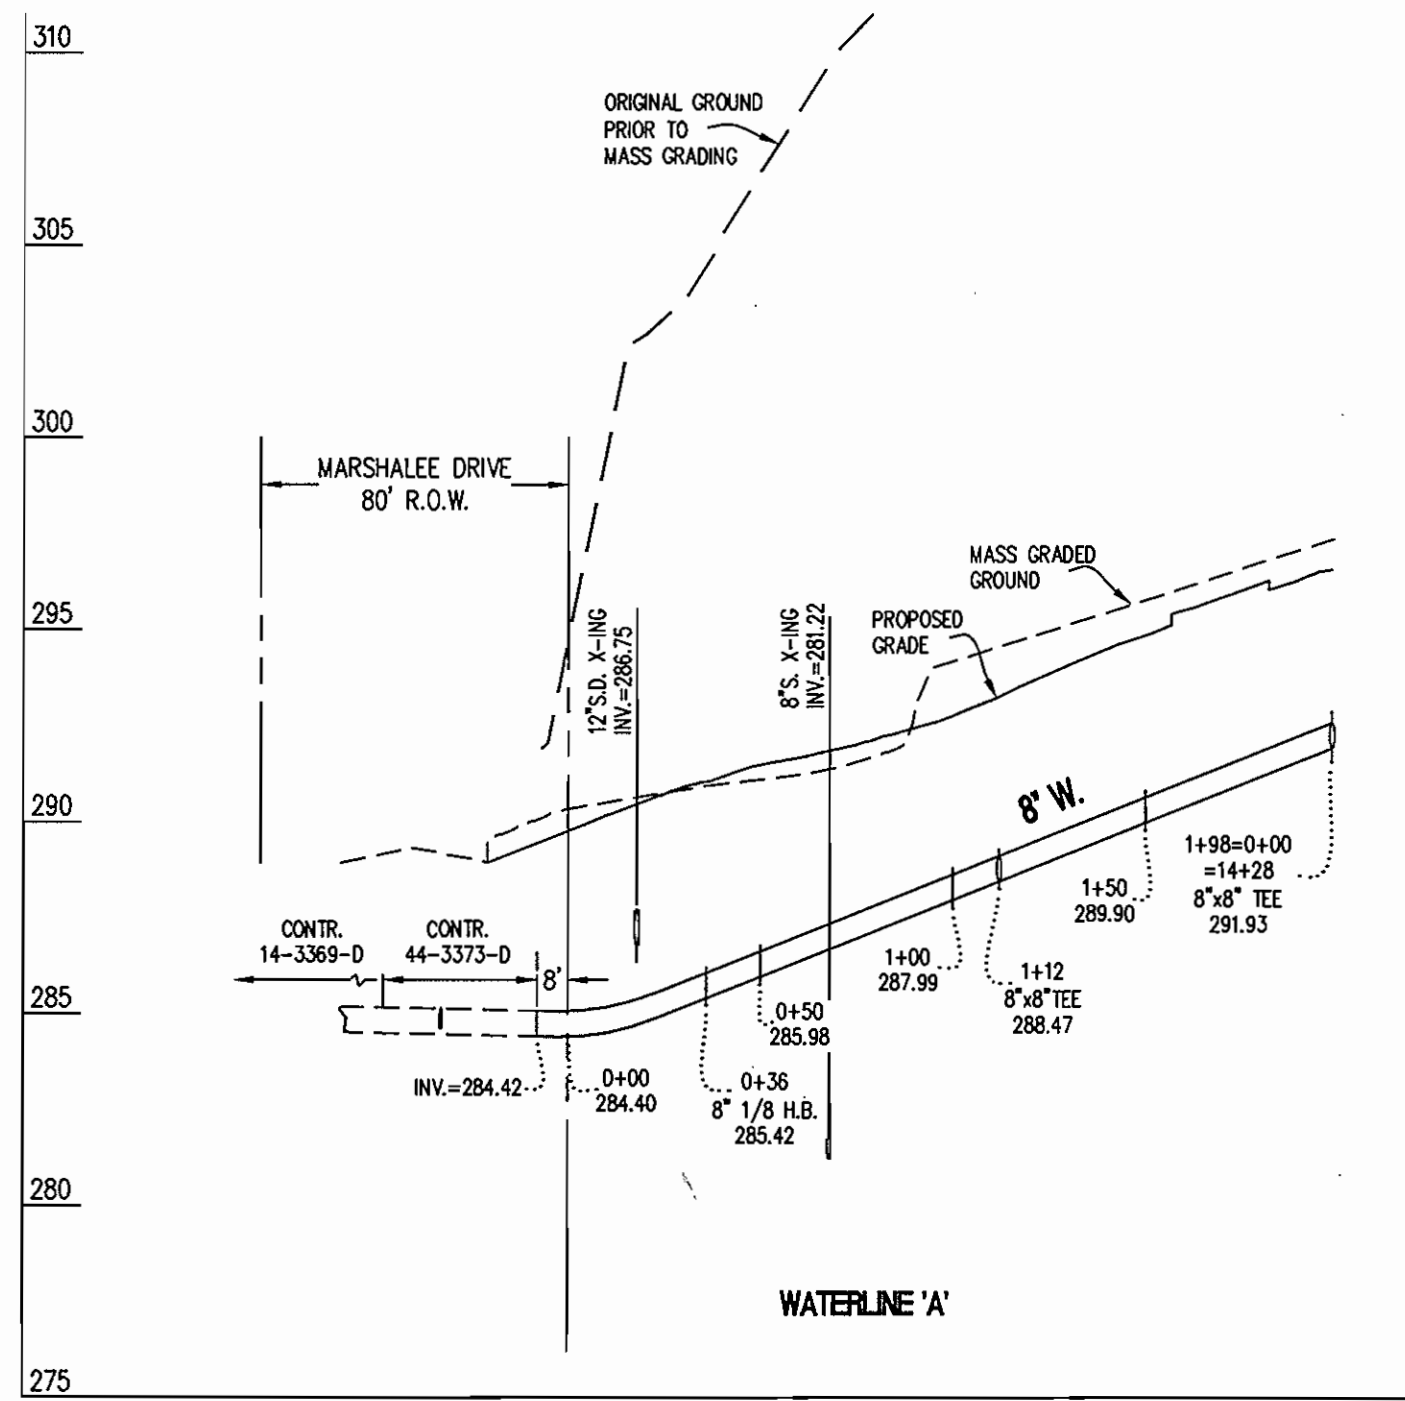 310
ORIGINAL GROUND
PRIOR TO
MASS GRADING
305
300
MARSHALEE DRIVE
80' R.O.W.
MASS GRADED
GROUND
295
12"S.D. X-ING
INV.=286.75
8"S. X-ING
INV.=281.22
PROPOSED
GRADE
290
8" W.
1+98=0+00
=14+28
8"x8" TEE
291.93
1+50
289.90
CONTR.
14-3369-D
CONTR.
44-3373-D
8'
1+00
287.99
1+12
8"x8"TEE
288.47
285
0+50
285.98
INV.=284.42
0+00
284.40
0+36
8" 1/8 H.B.
285.42
280
WATERLINE 'A'
275